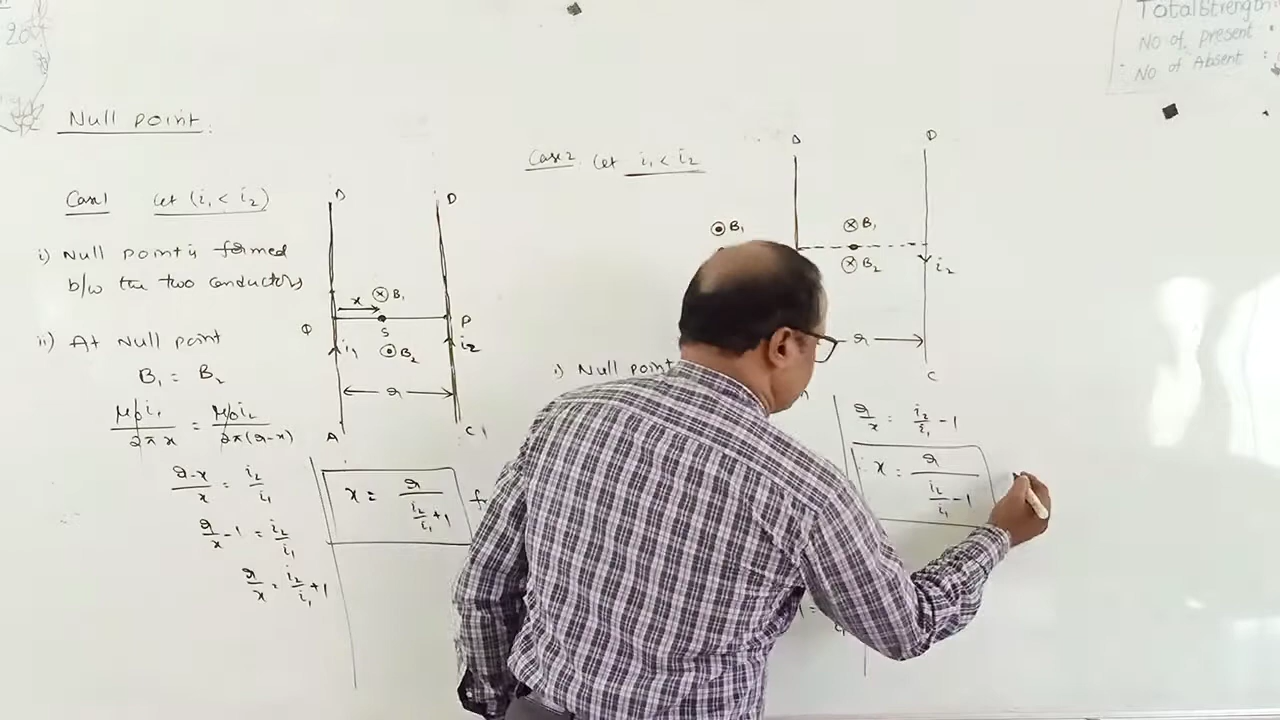 Total Strength
No of present :
No of Absent :
Null point
Case1 Let (i₁ < i₂)
i) Null point is formed
b/w the two conductors
ii) At Null point
B₁ = B₂
μ₀i₁/2πx = μ₀i₂/2π(r-x)
r-x/x = i₂/i₁
r/x - 1 = i₂/i₁
r/x = i₂/i₁ + 1
B D
x ⊗B₁
Q S P
i₁ ⊙B₂ i₂
r
A C
x = r/(i₂/i₁ + 1)
Case2. Let i₁ < i₂
B D
⊙B₁ ⊗B₁
⊗B₂ i₂
r
C
i) Null point
r/x = i₂/i₁ - 1
∴ x = r/(i₂/i₁ - 1)